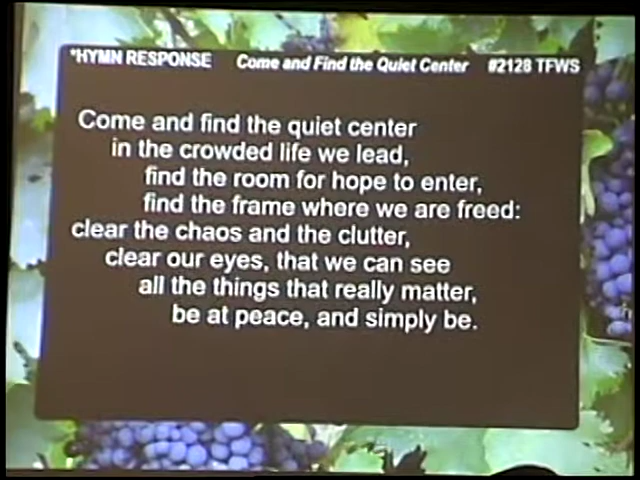 *HYMN RESPONSE Come and Find the Quiet Center #2128 TFWS
Come and find the quiet center
in the crowded life we lead,
find the room for hope to enter,
find the frame where we are freed:
clear the chaos and the clutter,
clear our eyes, that we can see
all the things that really matter,
be at peace, and simply be.